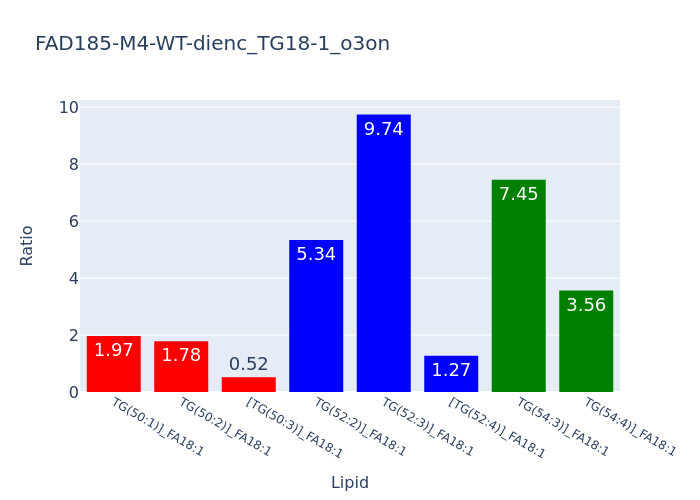 FAD185-M4-WT-dienc_TG18-1_o3on
10
8
6
4
2
0
Ratio
1.97
1.78
0.52
5.34
9.74
1.27
7.45
3.56
TG(50:1)]_FA18:1
TG(50:2)]_FA18:1
[TG(50:3)]_FA18:1
TG(52:2)]_FA18:1
TG(52:3)]_FA18:1
[TG(52:4)]_FA18:1
TG(54:3)]_FA18:1
TG(54:4)]_FA18:1
Lipid